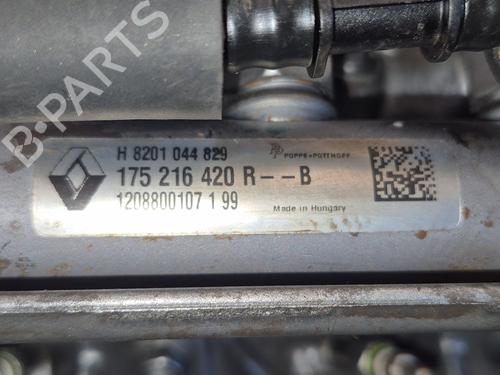 B-PARTS
H 8201 044 829
POPPE+POTTHOFF
175 216 420 R--B
1208800107 1 99
Made in Hungary